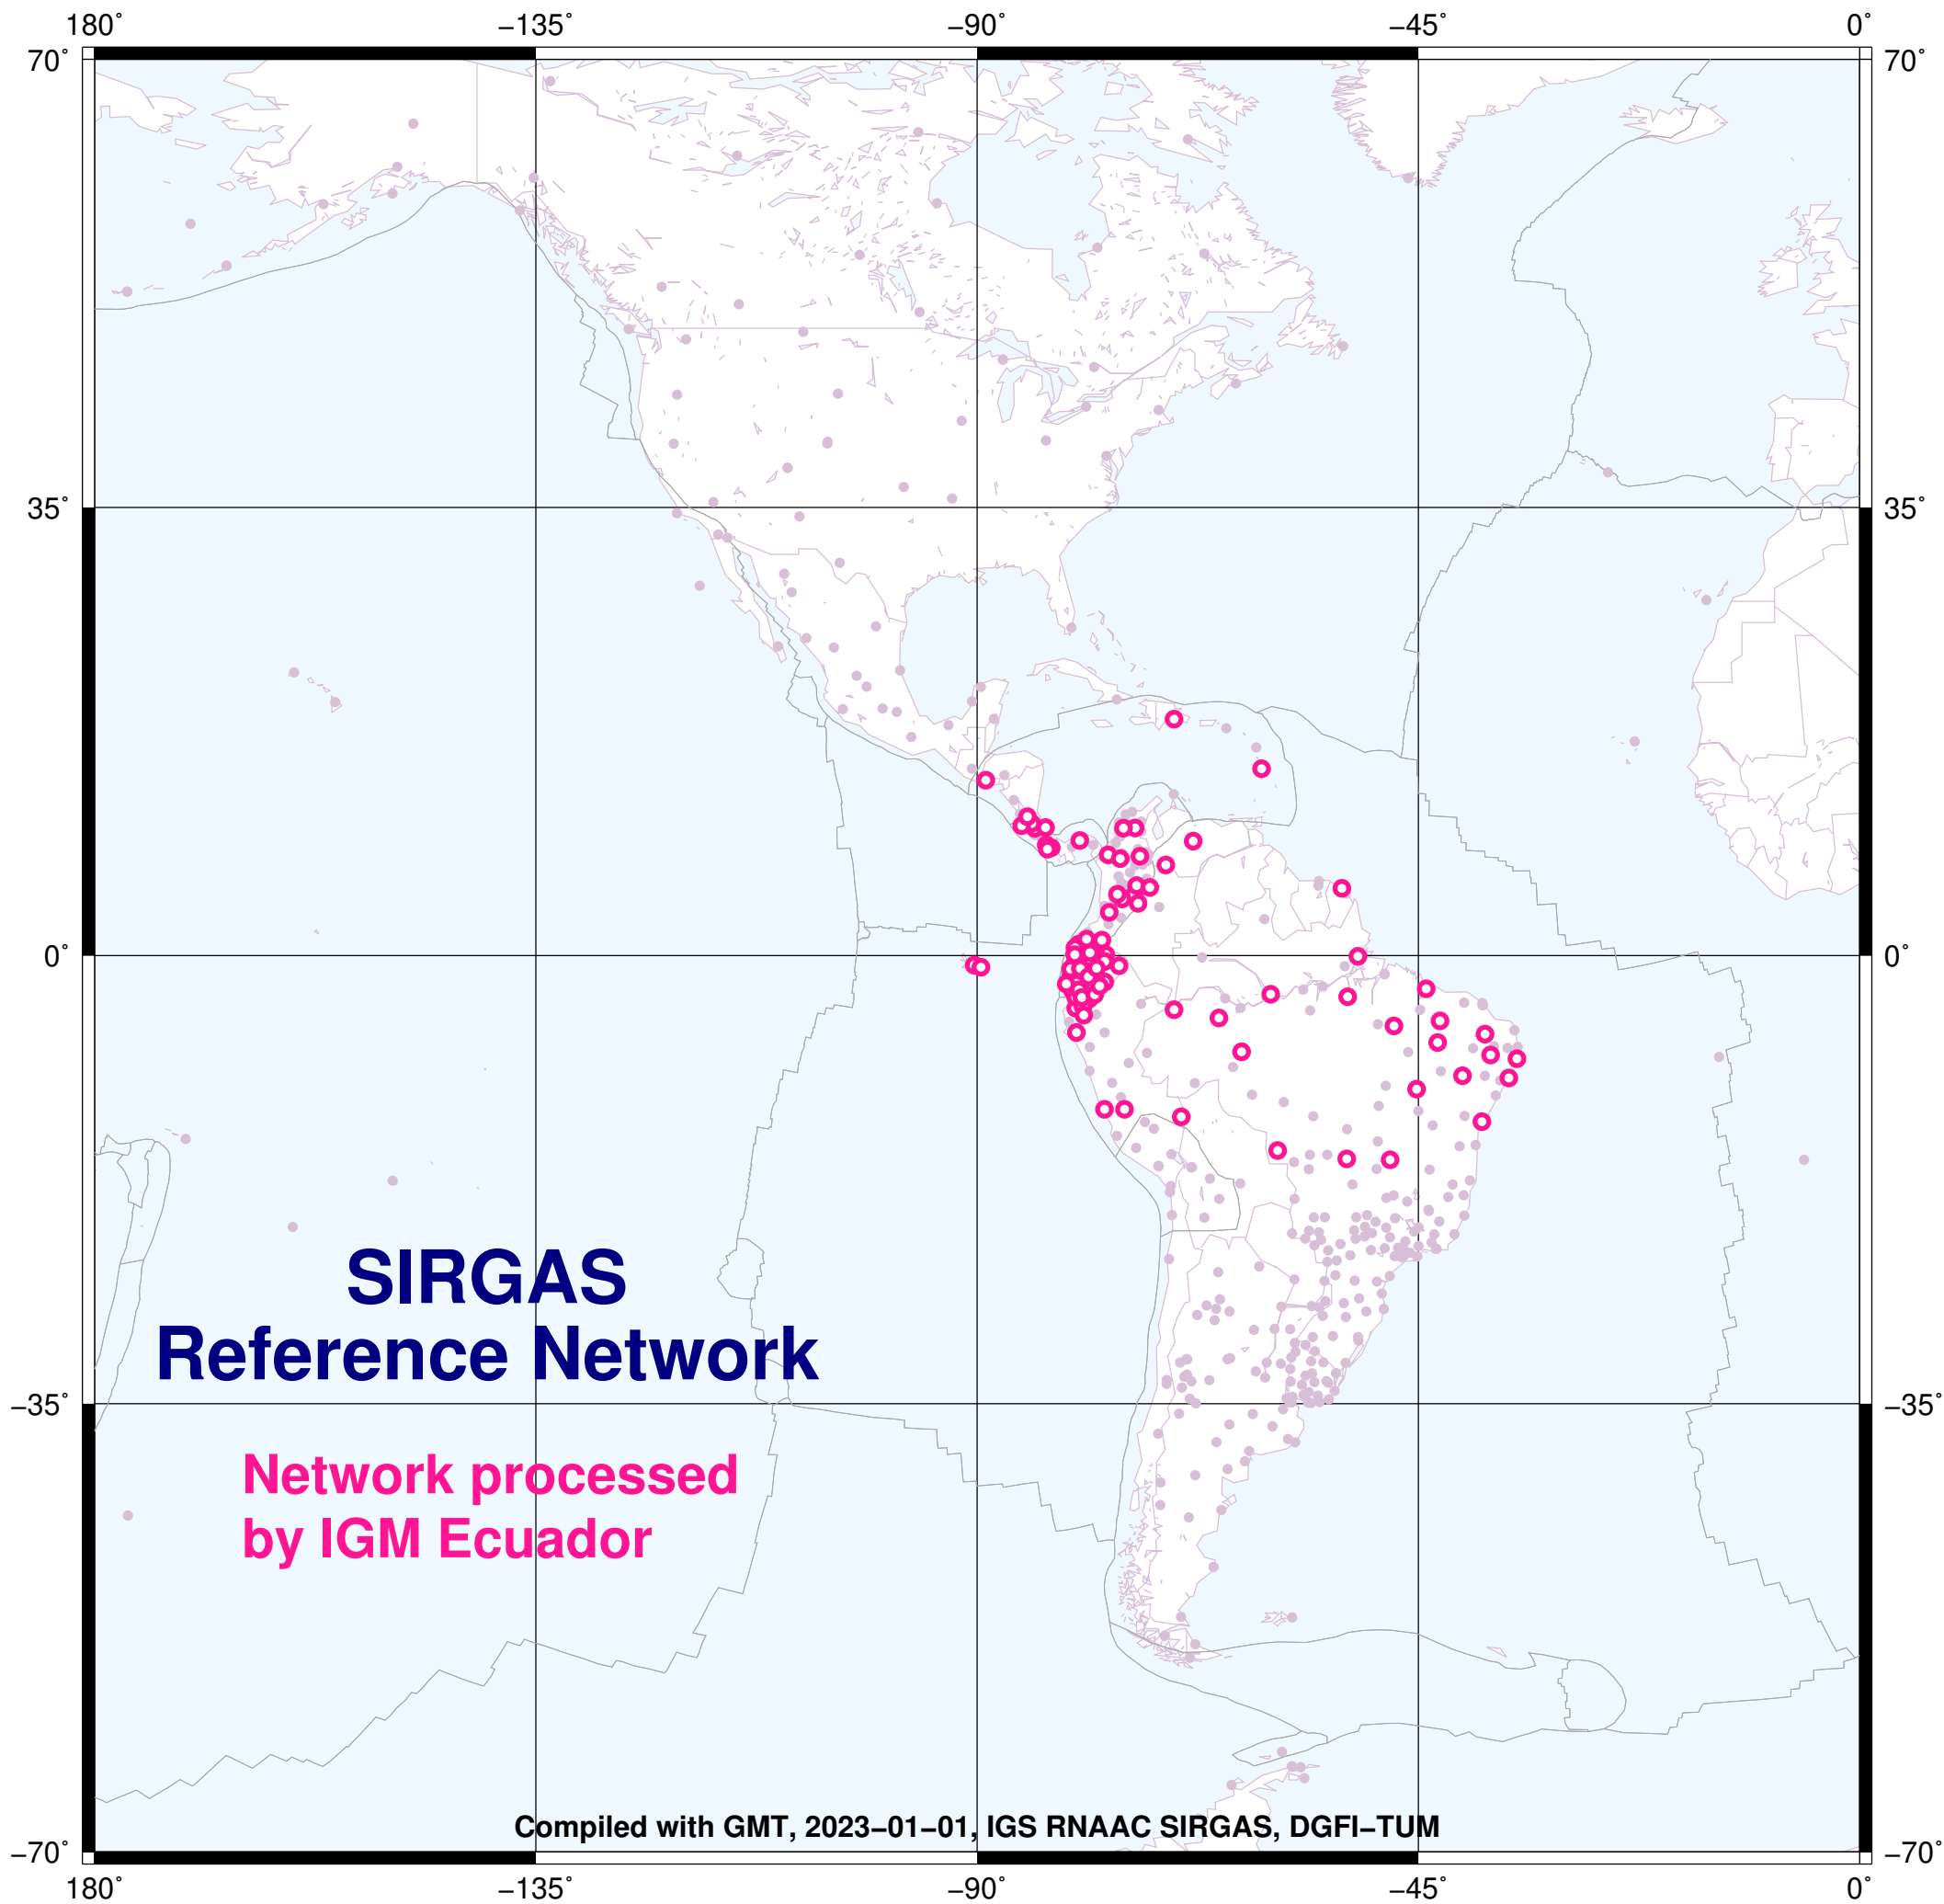 180° −135° −90° −45° 0°
70° 70°
35° 35°
0° 0°
SIRGAS
Reference Network
−35° −35°
Network processed
by IGM Ecuador
Compiled with GMT, 2023−01−01, IGS RNAAC SIRGAS, DGFI−TUM
−70° −70°
180° −135° −90° −45° 0°